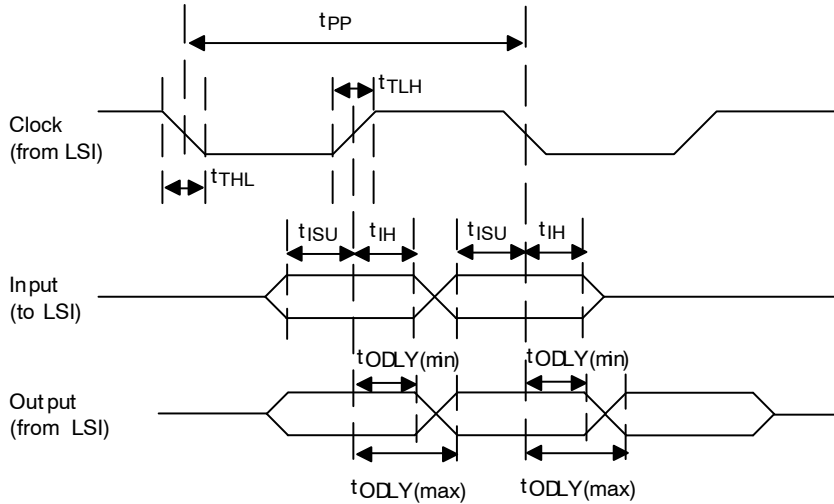 tPP
tTLH
Clock
(from LSI)
tTHL
tISU tIH tISU tIH
Input
(to LSI)
tODLY(min) tODLY(min)
Output
(from LSI)
tODLY(max) tODLY(max)